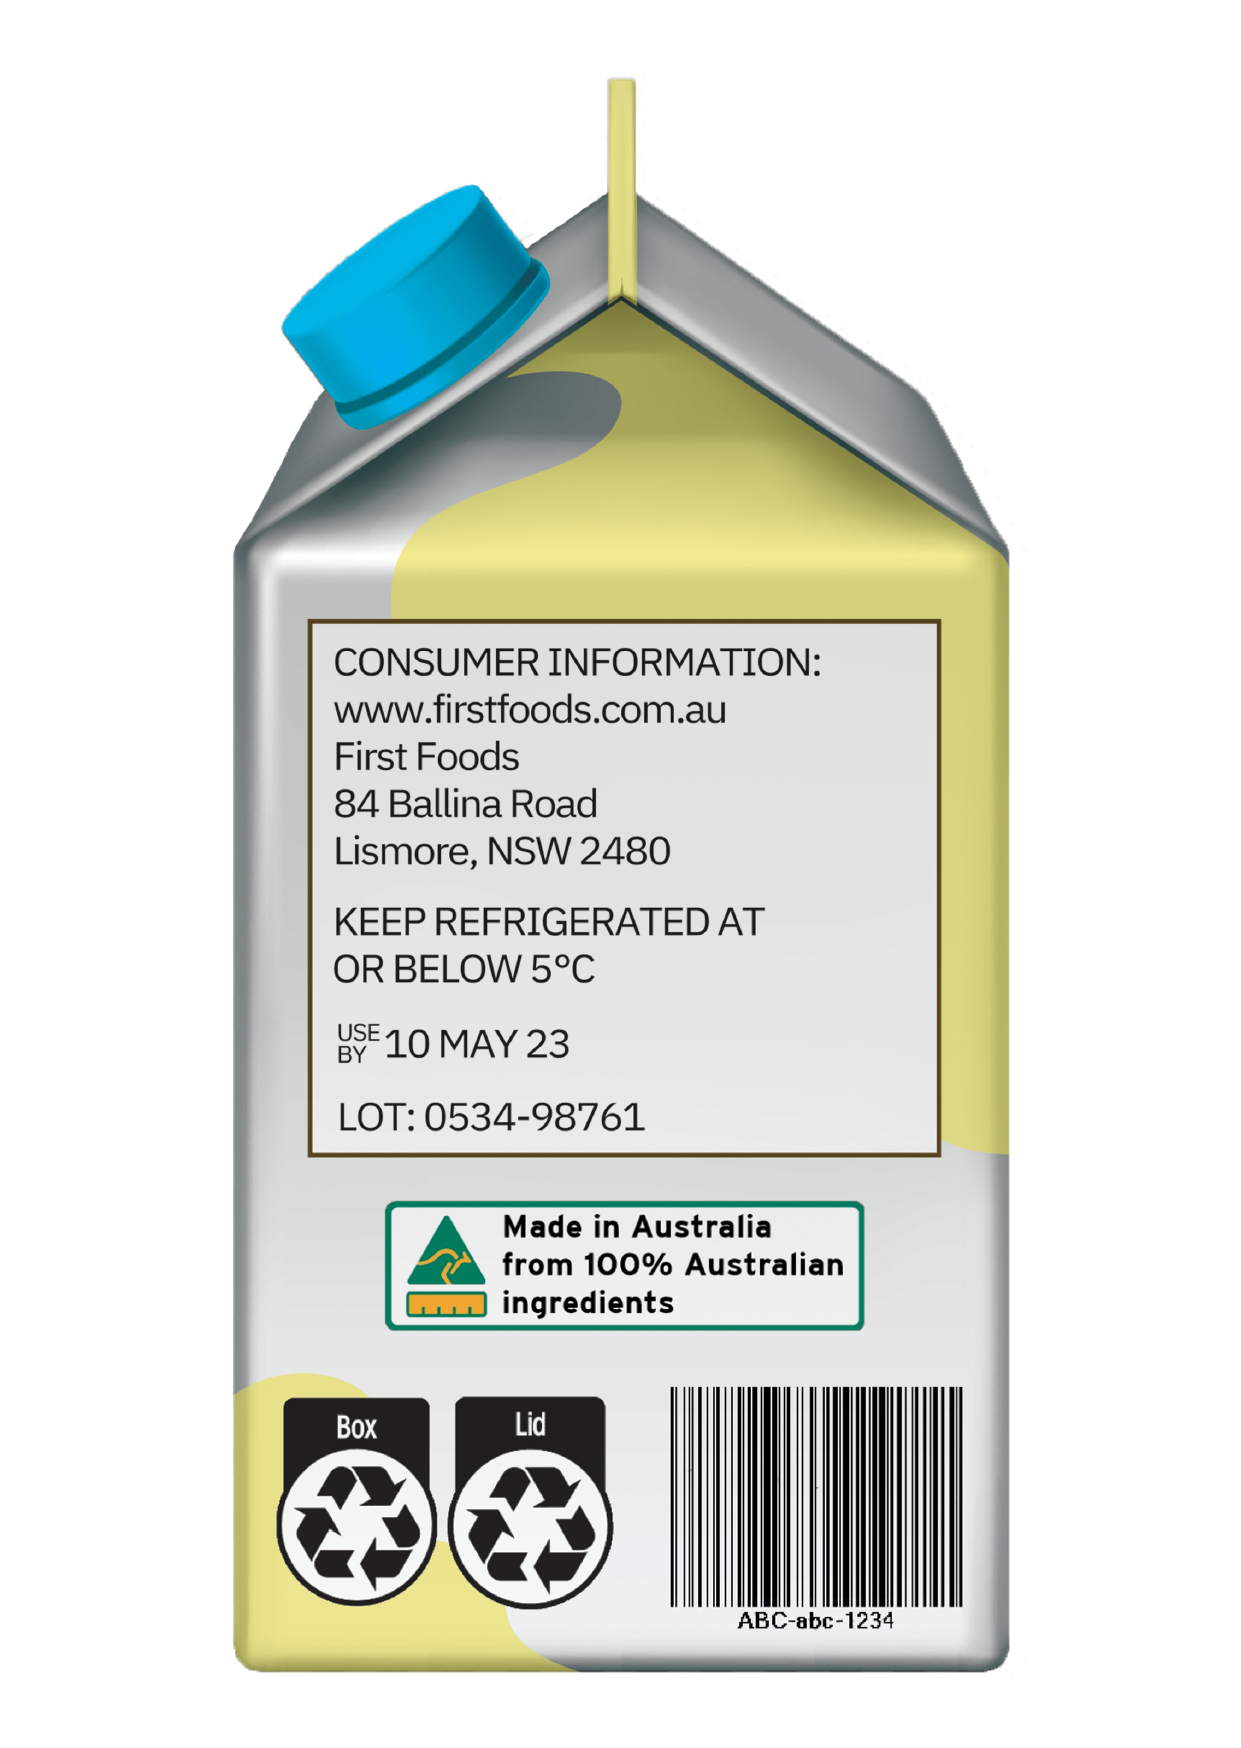 CONSUMER INFORMATION:
www.firstfoods.com.au
First Foods
84 Ballina Road
Lismore, NSW 2480
KEEP REFRIGERATED AT
OR BELOW 5°C
USE BY 10 MAY 23
LOT: 0534-98761
Made in Australia
from 100% Australian
ingredients
Box
Lid
ABC-abc-1234